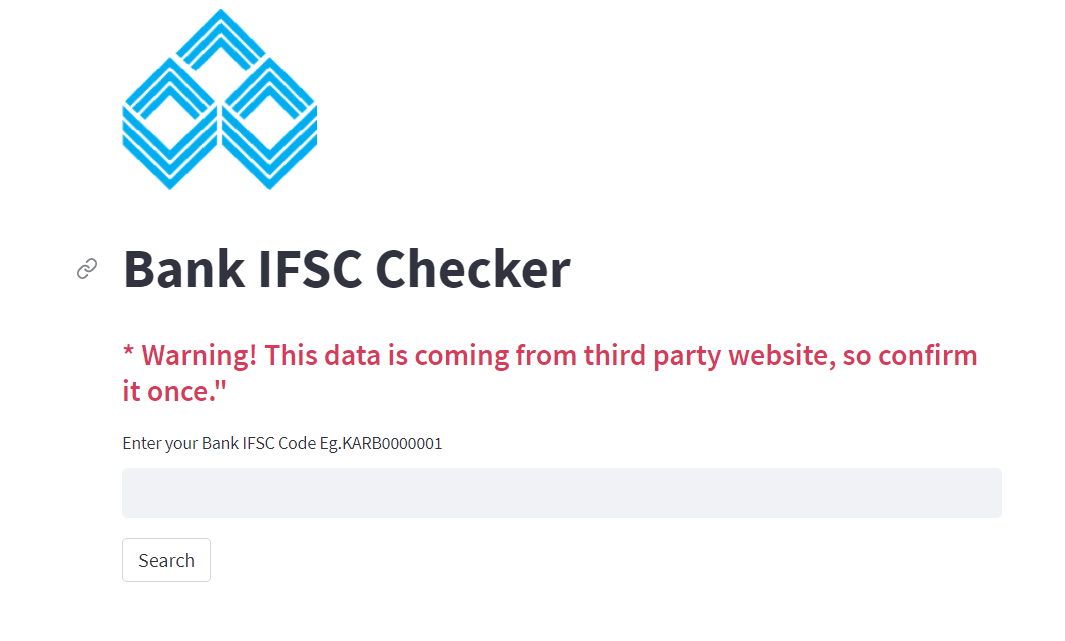 Bank IFSC Checker
* Warning! This data is coming from third party website, so confirm
it once."
Enter your Bank IFSC Code Eg.KARB0000001
Search